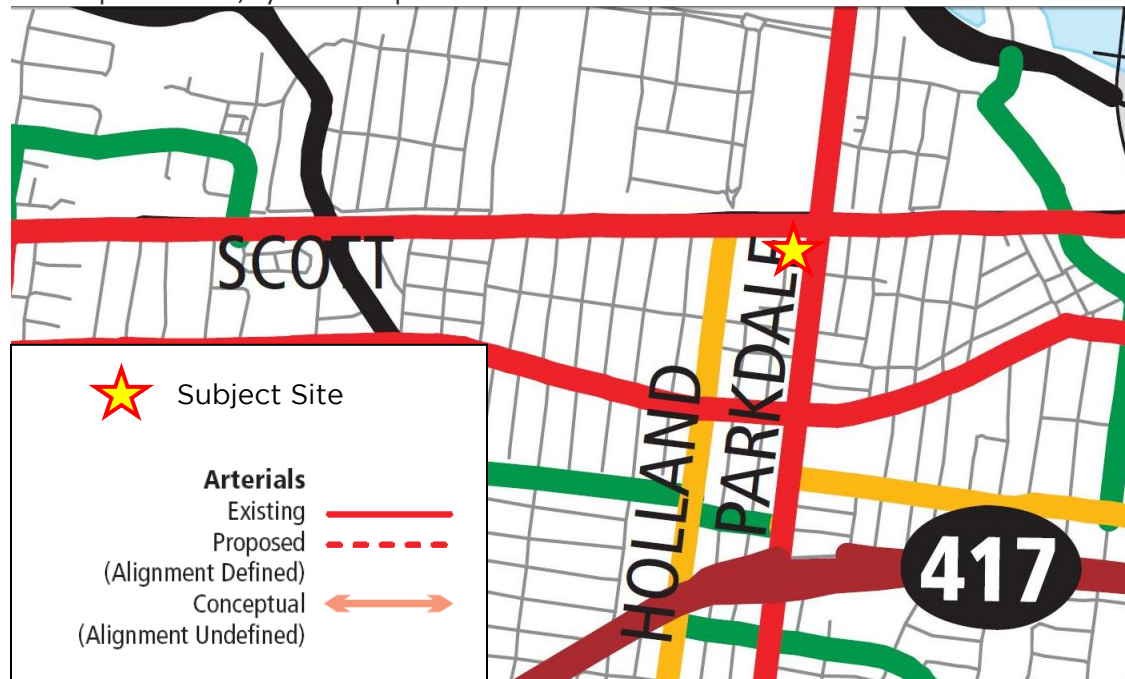 SCOTT
PARKDALE
HOLLAND
417
Subject Site
Arterials
Existing
Proposed
(Alignment Defined)
Conceptual
(Alignment Undefined)